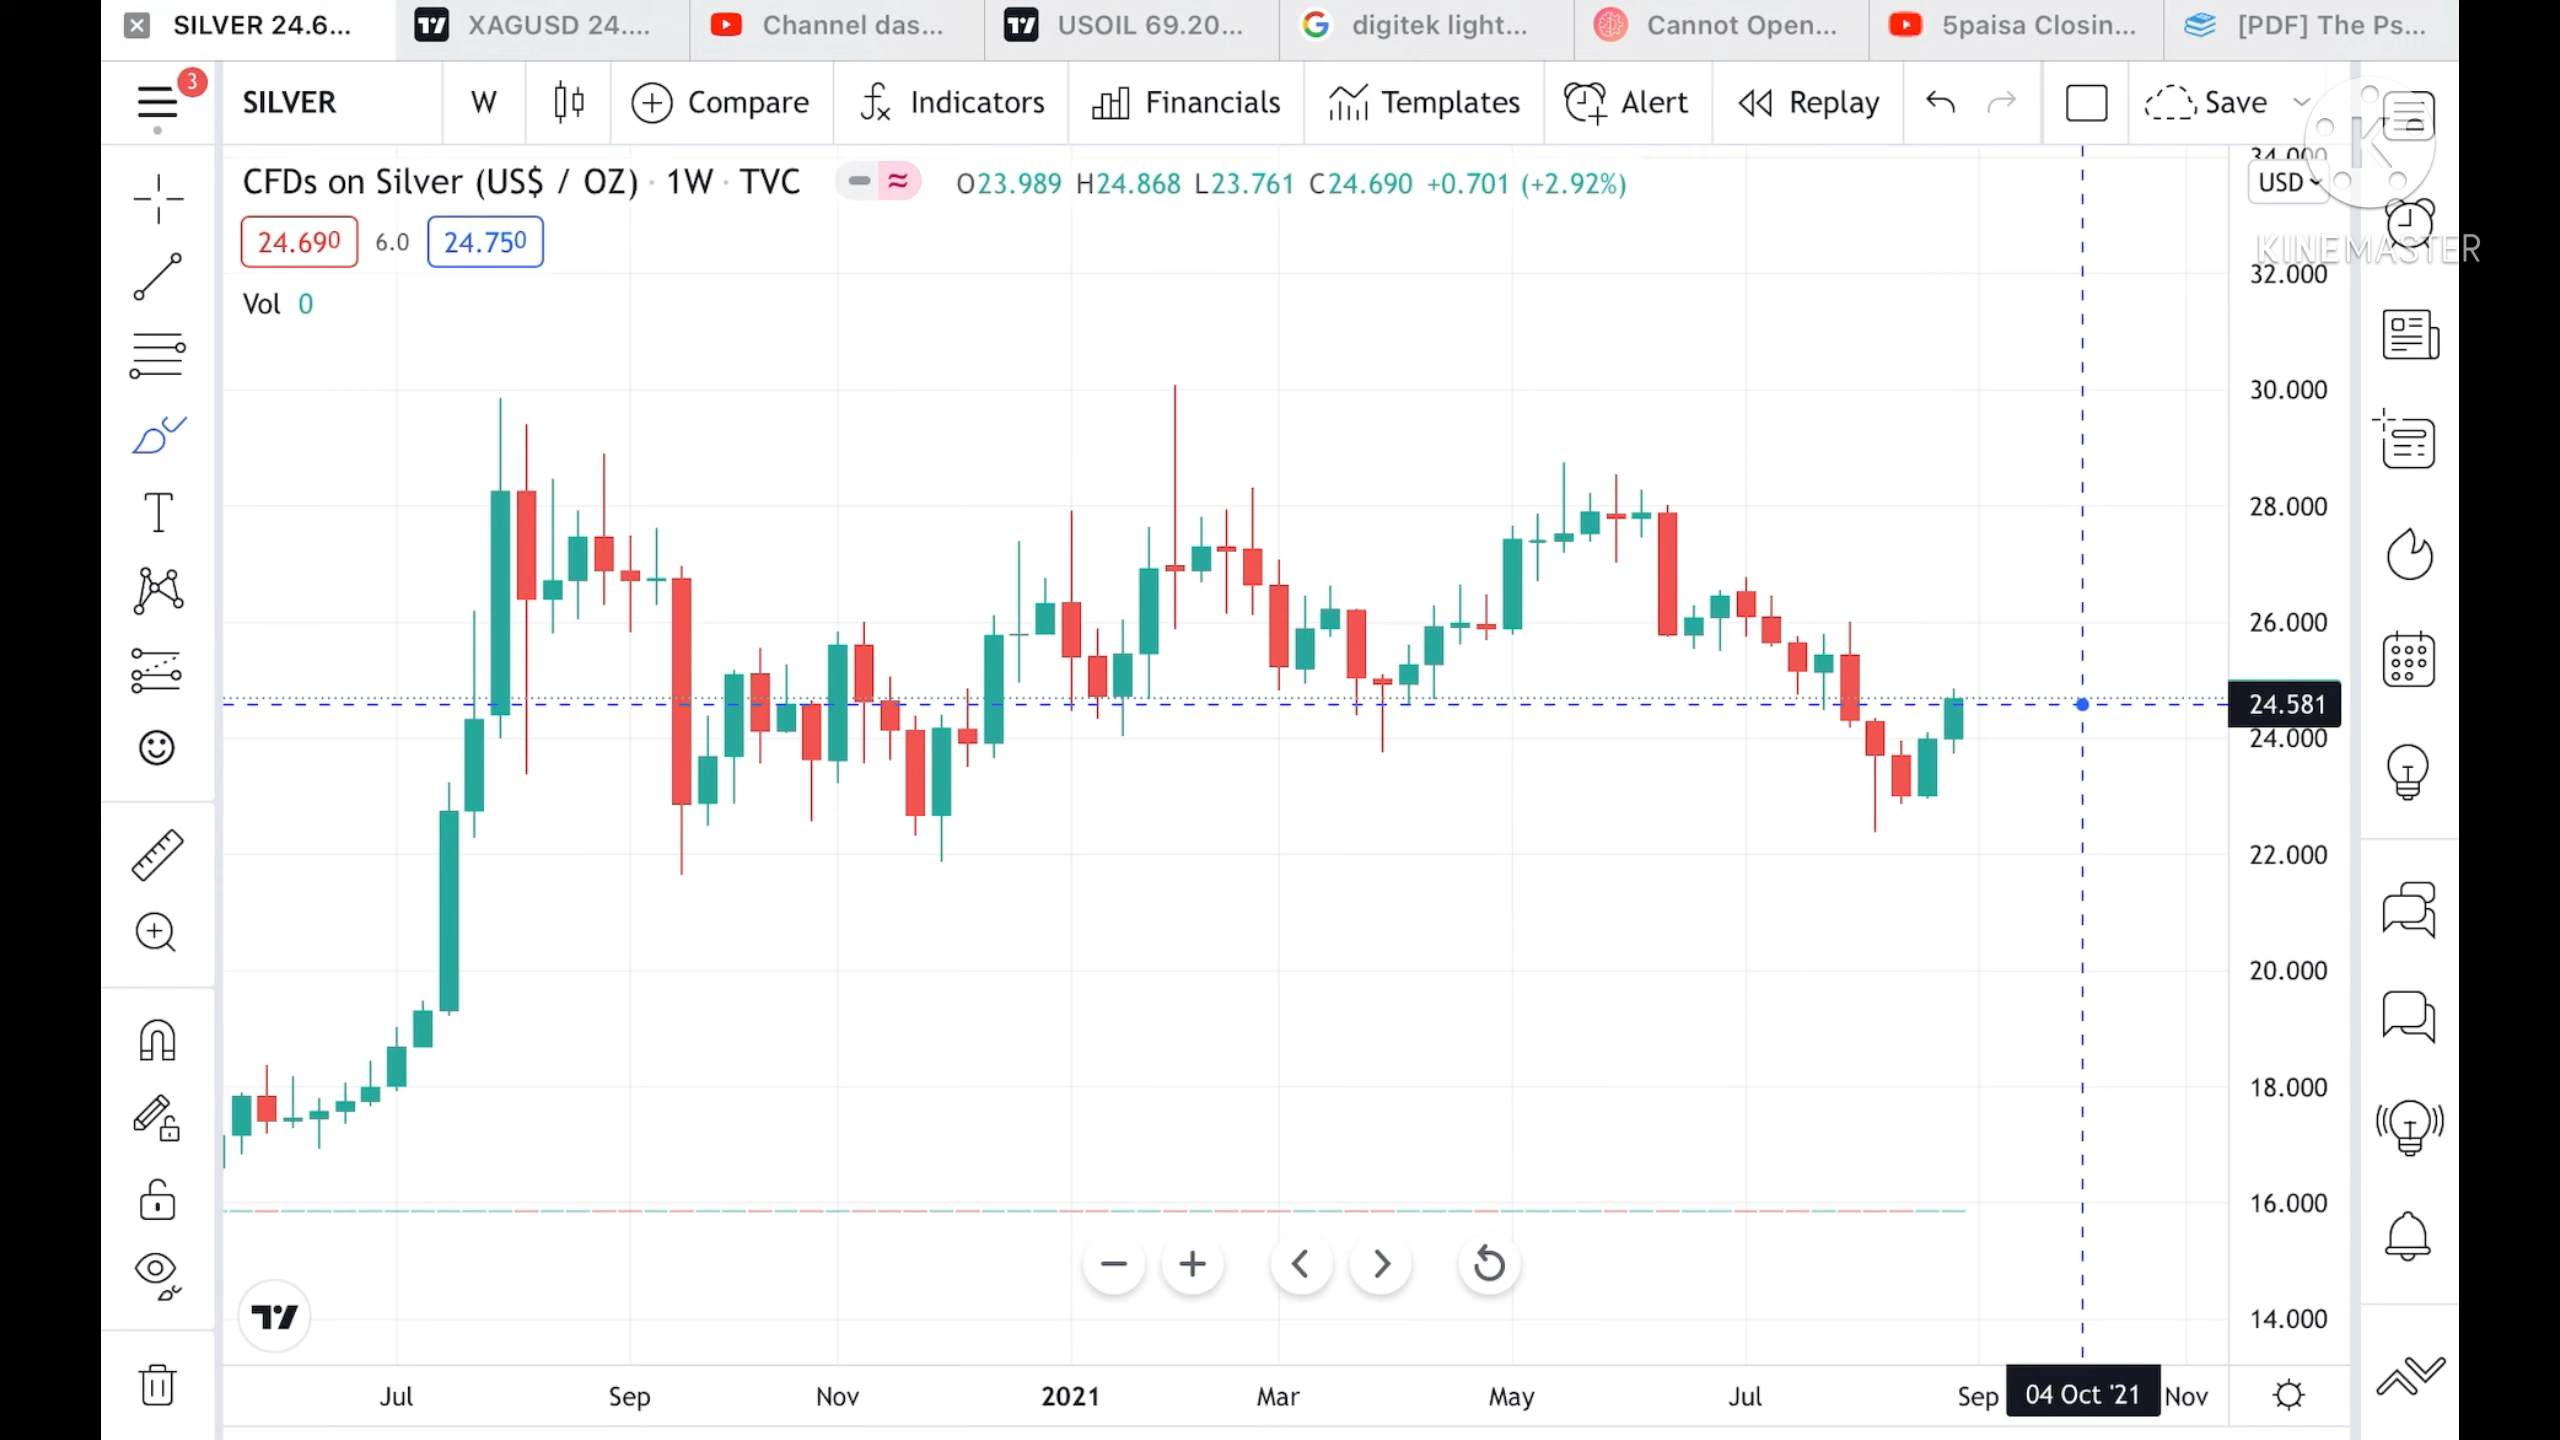 SILVER 24.6...
XAGUSD 24....
Channel das...
USOIL 69.20...
digitek light...
Cannot Open...
5paisa Closin...
[PDF] The Ps...
3
SILVER
W
Compare
Indicators
Financials
Templates
Alert
Replay
Save
CFDs on Silver (US$ / OZ) · 1W · TVC
O23.989 H24.868 L23.761 C24.690 +0.701 (+2.92%)
24.690 6.0 24.750
Vol 0
K
KINEMASTER
34.000
USD
32.000
30.000
28.000
26.000
24.581
24.000
22.000
20.000
18.000
16.000
14.000
Jul Sep Nov 2021 Mar May Jul Sep 04 Oct '21 Nov